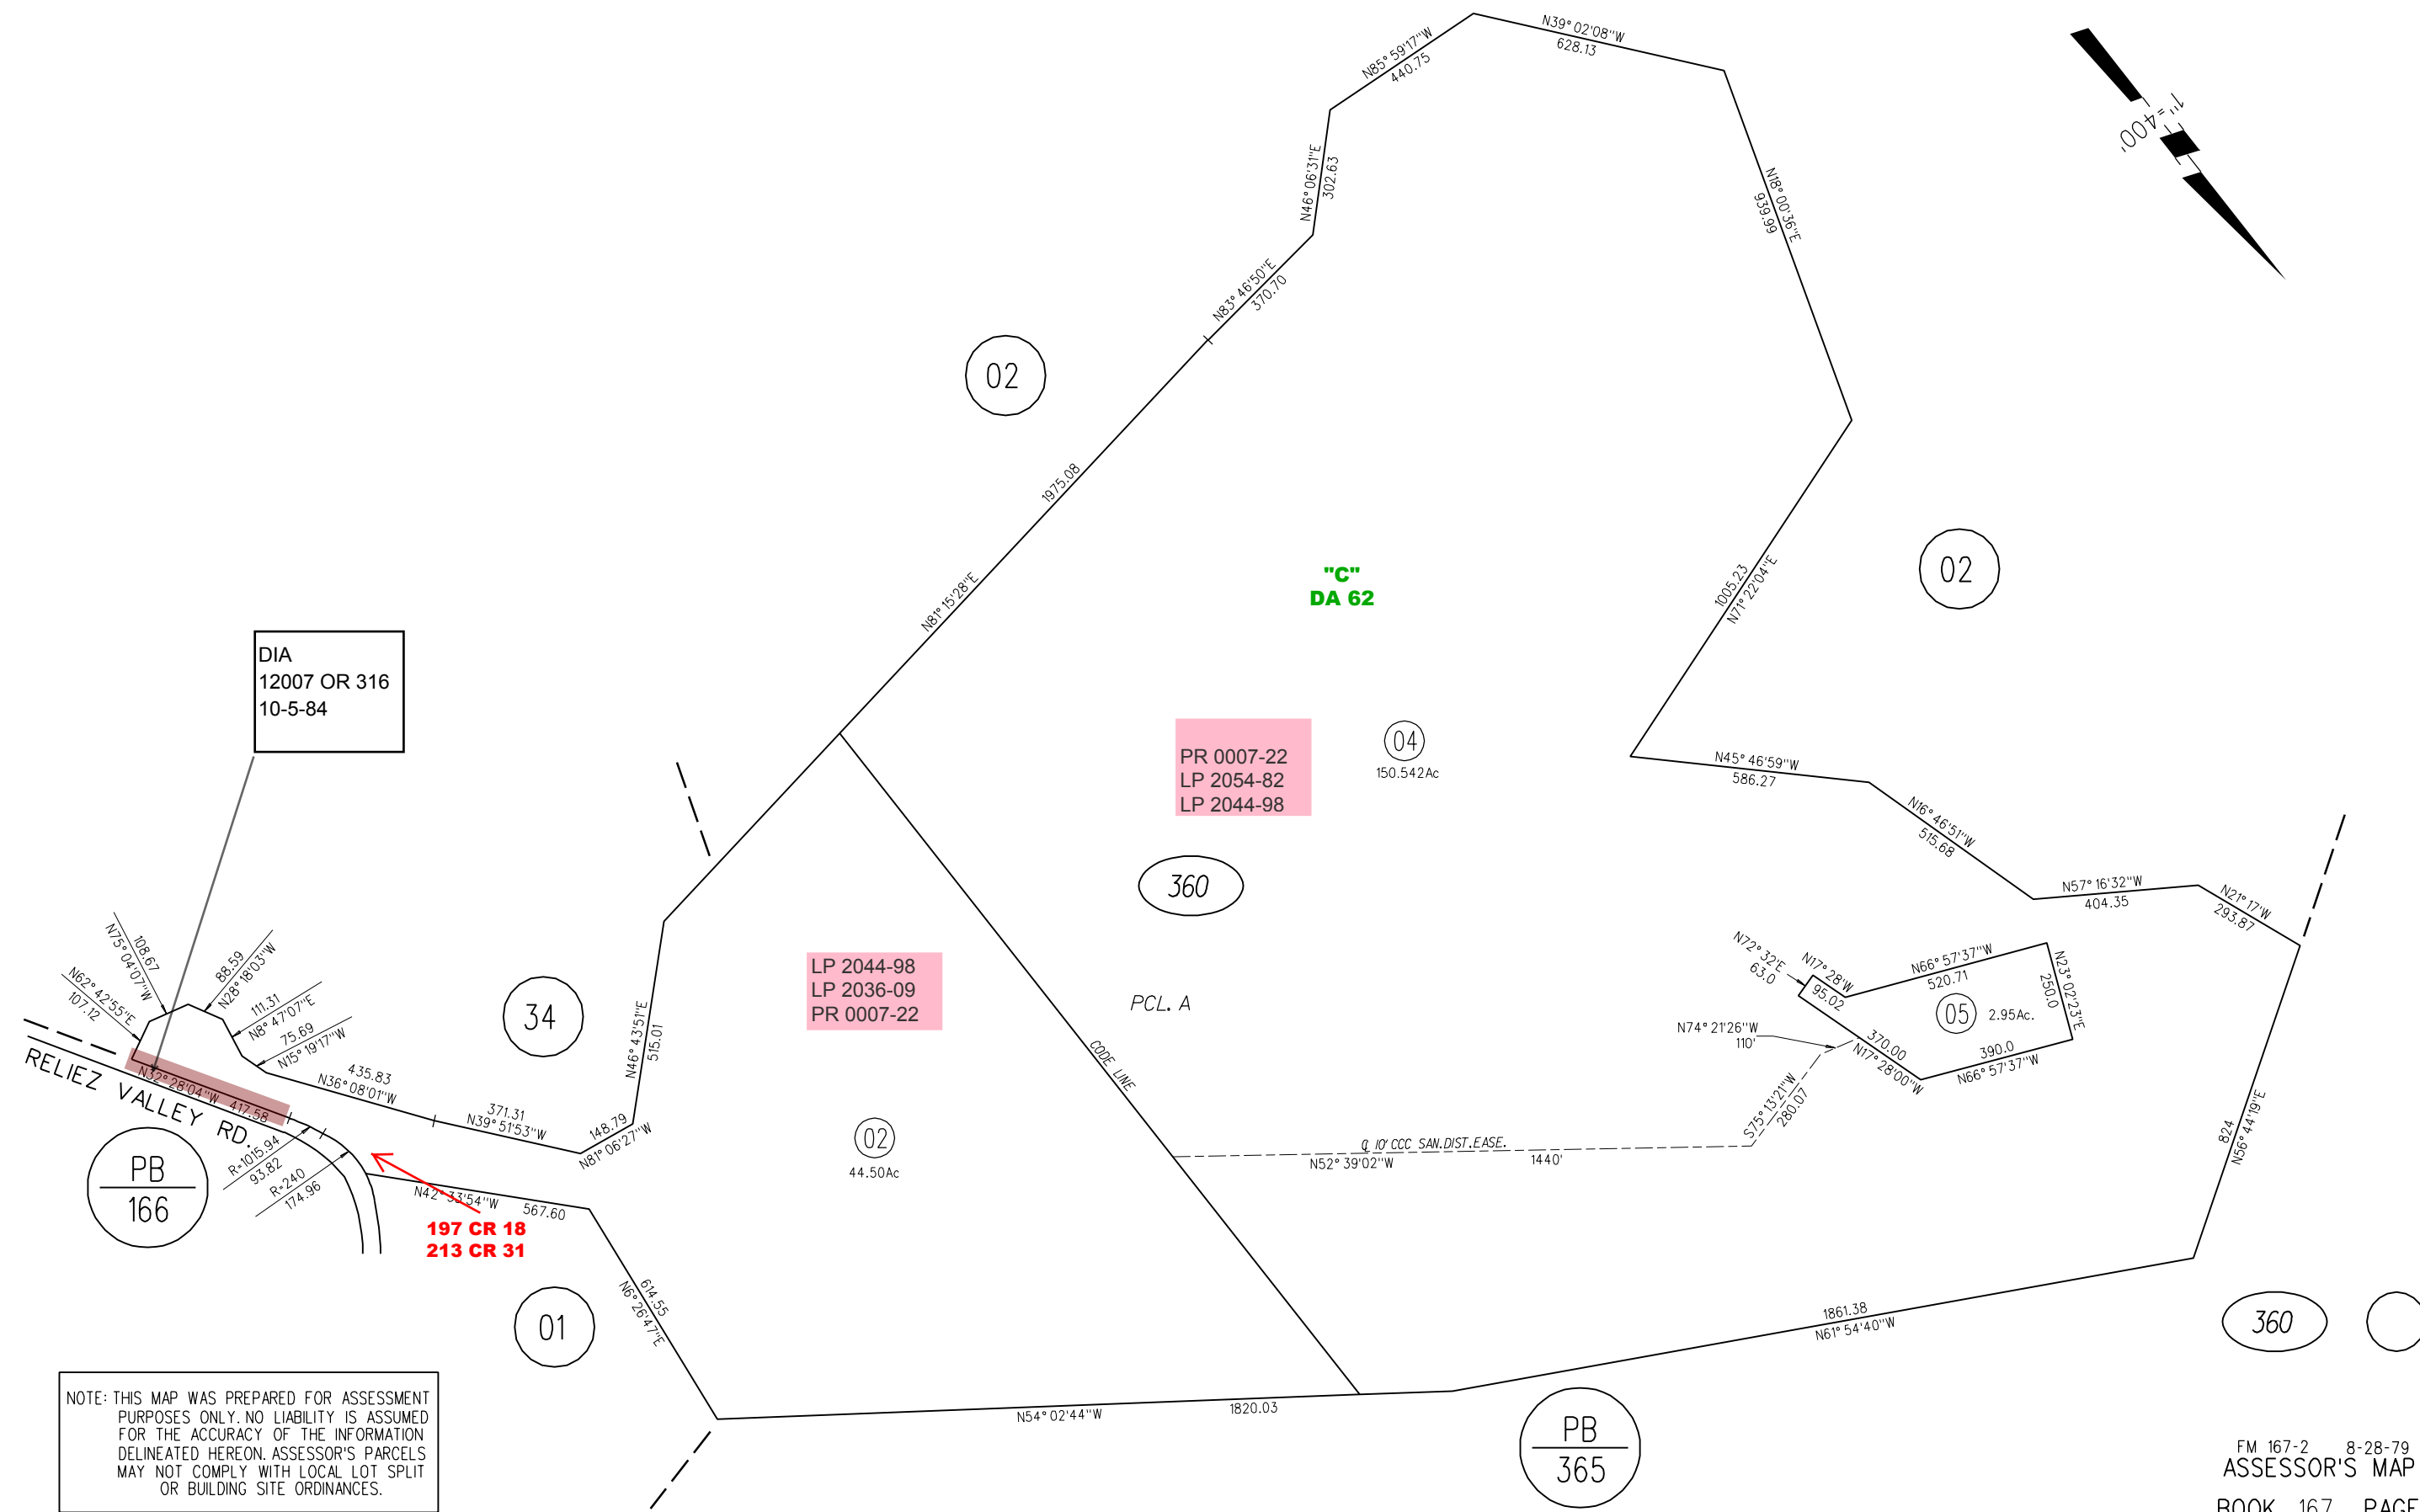 N39° 02'08"W
628.13
N85° 59'17"W
440.75
1"=400'
N46° 06'31"E
302.63
N18° 00'36"E
939.99
N83° 46'50"E
370.70
02
1975.08
N81° 15'28"E
"C"
DA 62
1005.23
N71° 22'04"E
02
DIA
12007 OR 316
10-5-84
PR 0007-22
LP 2054-82
LP 2044-98
04
150.542Ac
N45° 46'59"W
586.27
N16° 46'51"W
515.68
360
N57° 16'32"W
404.35
N21° 17'W
293.87
108.67
N75° 04'07"W
N62° 42'55"E
107.12
88.59
N28° 18'03"W
111.31
N8° 47'07"E
75.69
N15° 19'17"W
LP 2044-98
LP 2036-09
PR 0007-22
34
PCL. A
N72° 32'E
63.0
N17° 28'W
95.02
N66° 57'37"W
520.71
N23° 02'23"E
250.0
05
2.95Ac.
N74° 21'26"W
110'
370.00
N17° 28'00"W
390.0
N66° 57'37"W
N46° 43'51"E
515.01
CODE LINE
RELIEZ VALLEY RD.
N32° 28'04"W 417.58
435.83
N36° 08'01"W
371.31
N39° 51'53"W
148.79
N81° 06'27"W
S75° 13'21"W
280.07
℄ 10' CCC SAN.DIST.EASE.
N52° 39'02"W 1440'
02
44.50Ac
824
N56° 44'19"E
PB
166
R=1015.94
93.82
R=240
174.96
N42° 33'54"W 567.60
197 CR 18
213 CR 31
614.55
N6° 26'47"E
01
1861.38
N61° 54'40"W
360
N54° 02'44"W 1820.03
PB
365
NOTE: THIS MAP WAS PREPARED FOR ASSESSMENT
PURPOSES ONLY. NO LIABILITY IS ASSUMED
FOR THE ACCURACY OF THE INFORMATION
DELINEATED HEREON. ASSESSOR'S PARCELS
MAY NOT COMPLY WITH LOCAL LOT SPLIT
OR BUILDING SITE ORDINANCES.
FM 167-2 8-28-79
ASSESSOR'S MAP
BOOK 167 PAGE